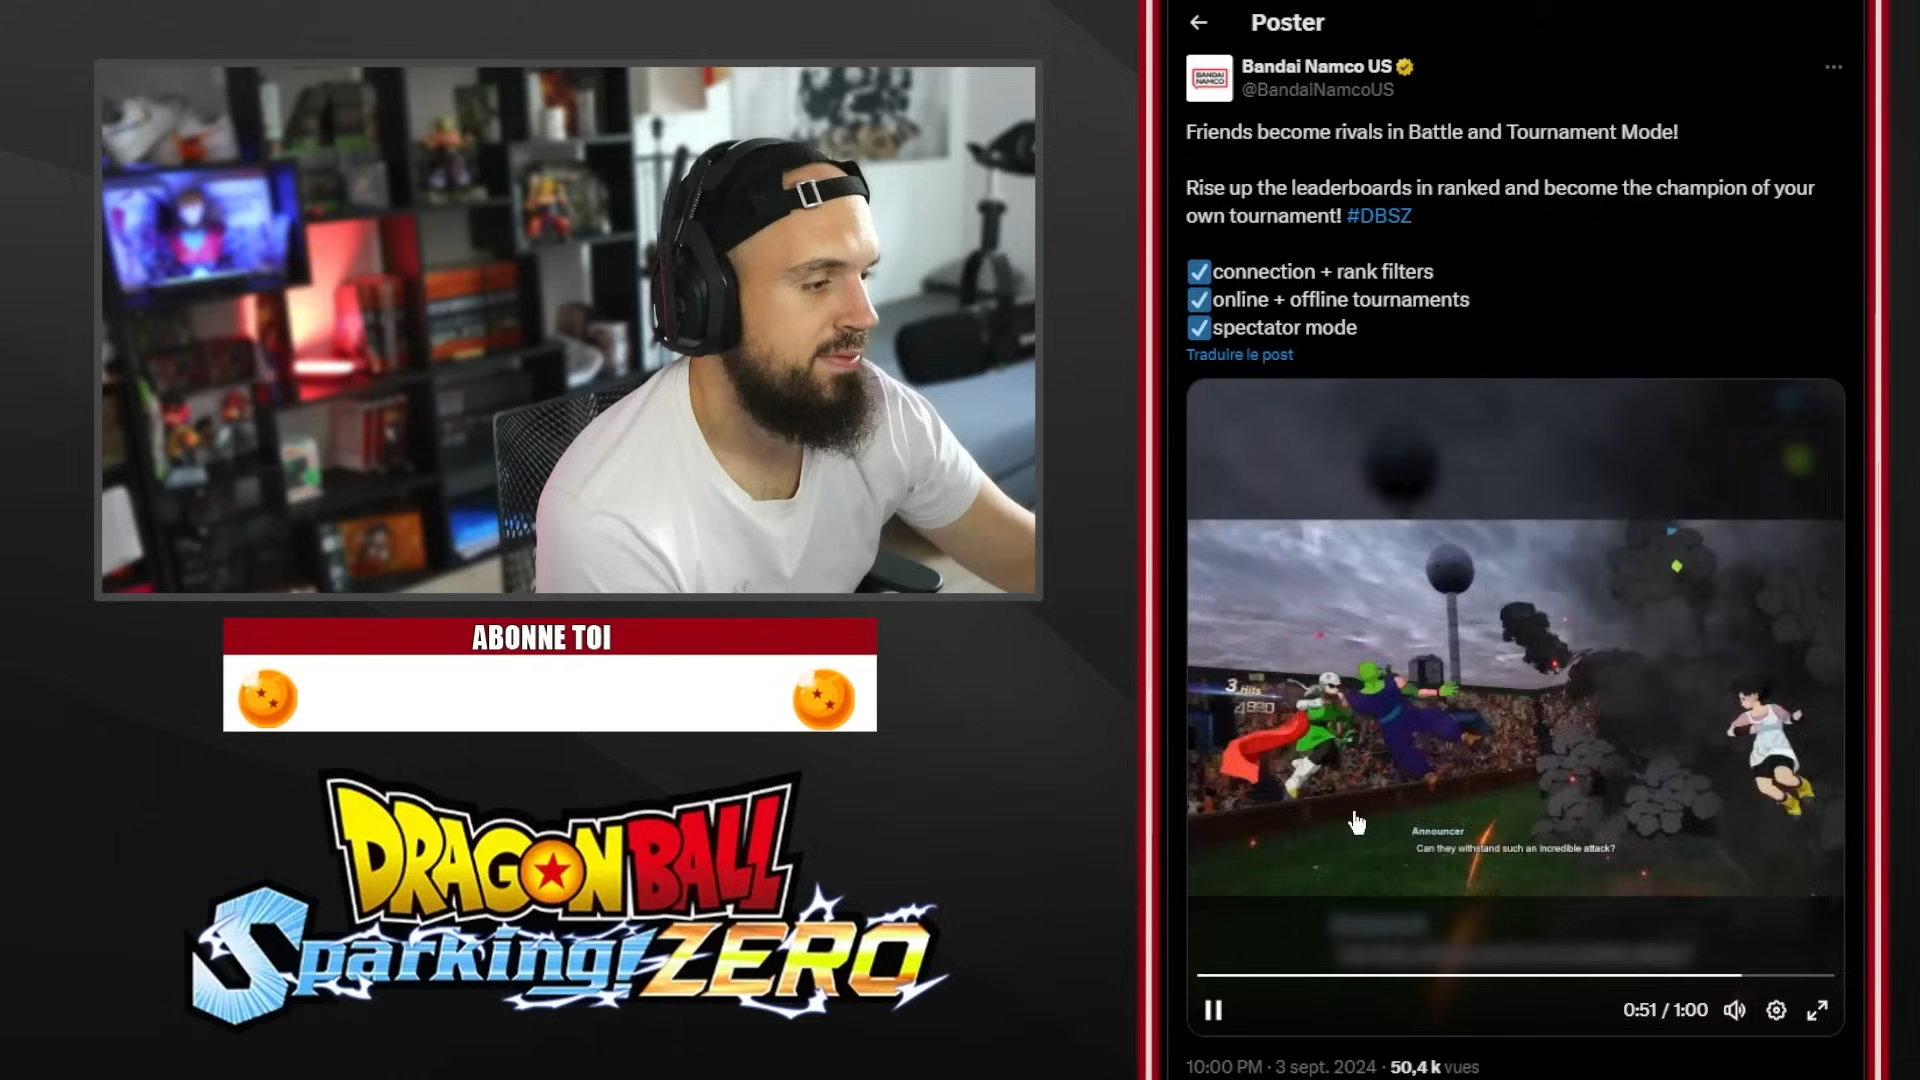 Poster
BANDAI
NAMCO
Bandai Namco US
@BandaiNamcoUS
Friends become rivals in Battle and Tournament Mode!
Rise up the leaderboards in ranked and become the champion of your
own tournament! #DBSZ
connection + rank filters
online + offline tournaments
spectator mode
Traduire le post
3 Hits
4980
Announcer
Can they withstand such an incredible attack?
0:51 / 1:00
10:00 PM · 3 sept. 2024 · 50,4 k vues
ABONNE TOI
DRAGON BALL
Sparking! ZERO